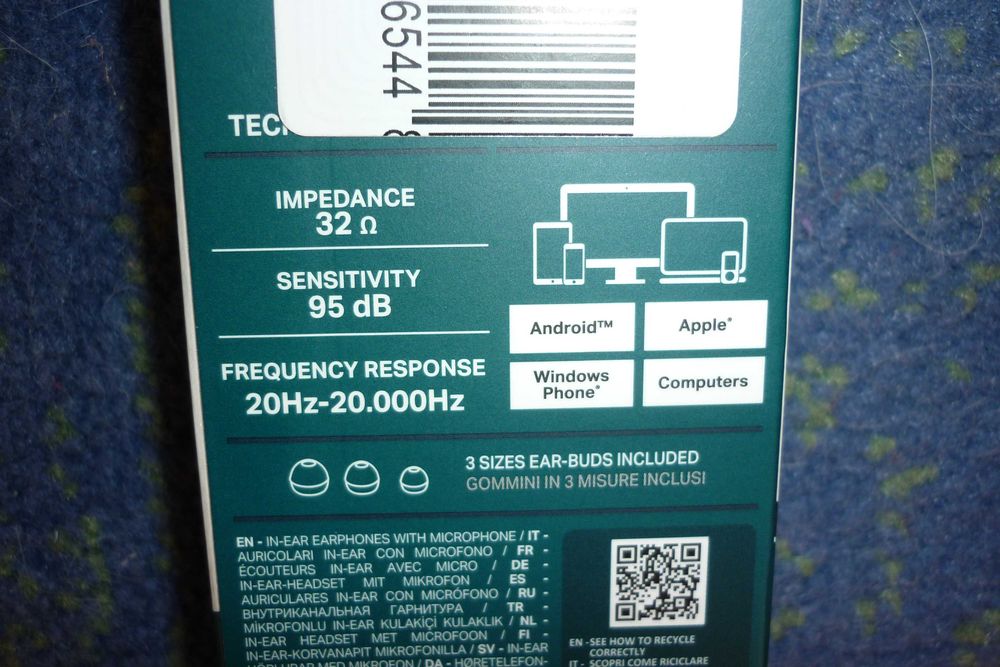 6544 8
IMPEDANCE
32 Ω
SENSITIVITY
95 dB
FREQUENCY RESPONSE
20Hz-20.000Hz
Android™
Apple®
Windows
Phone®
Computers
3 SIZES EAR-BUDS INCLUDED
GOMMINI IN 3 MISURE INCLUSI
EN - IN-EAR EARPHONES WITH MICROPHONE / IT -
AURICOLARI IN-EAR CON MICROFONO / FR -
ÉCOUTEURS IN-EAR AVEC MICRO / DE -
IN-EAR-HEADSET MIT MIKROFON / ES -
AURICULARES IN-EAR CON MICRÓFONO / RU -
ВНУТРИКАНАЛЬНАЯ ГАРНИТУРА / TR -
MİKROFONLU IN-EAR KULAKİÇİ KULAKLIK / NL -
IN-EAR HEADSET MET MICROFOON / FI -
IN-EAR-KORVANAPIT MIKROFONILLA / SV - IN-EAR
HÖRLURAR MED MIKROFON / DA - HØRETELEFON-
EN - SEE HOW TO RECYCLE
CORRECTLY
IT - SCOPRI COME RICICLARE